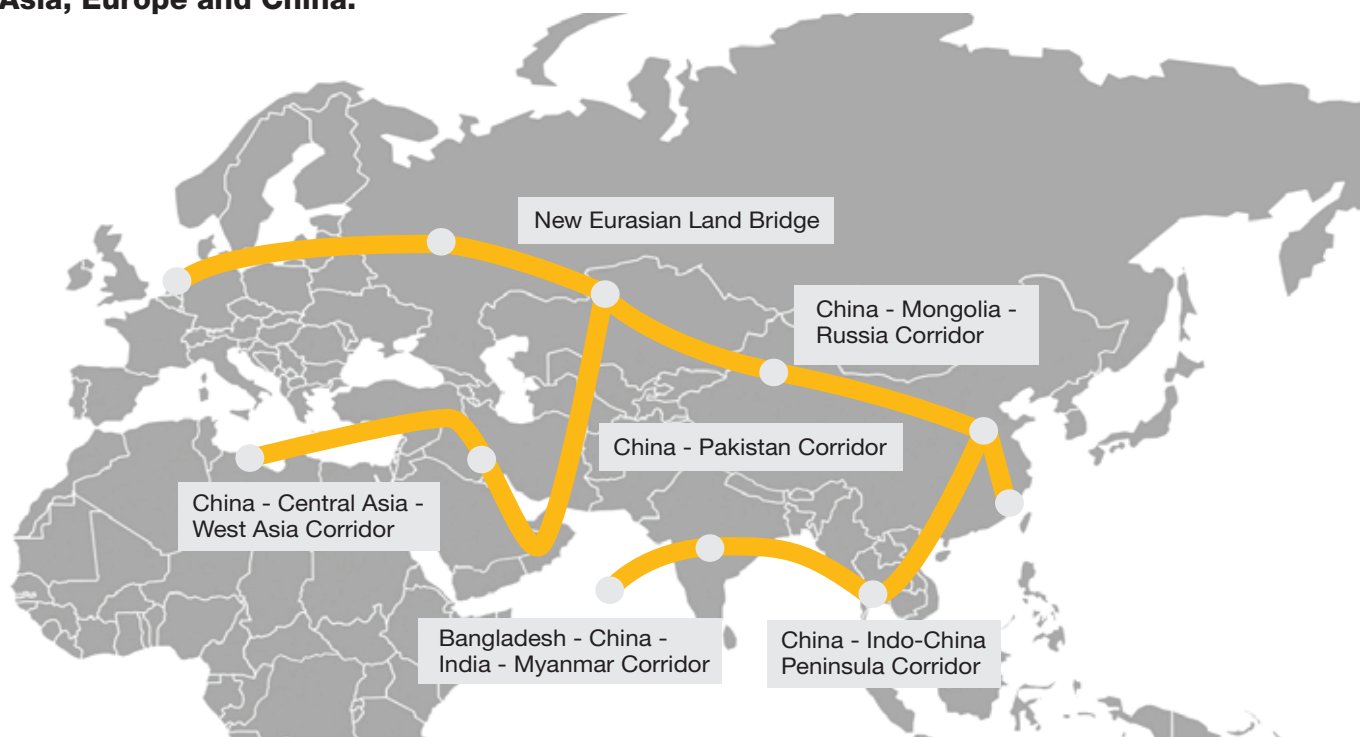 Asia, Europe and China.
New Eurasian Land Bridge
China - Mongolia -
Russia Corridor
China - Pakistan Corridor
China - Central Asia -
West Asia Corridor
Bangladesh - China -
India - Myanmar Corridor
China - Indo-China
Peninsula Corridor